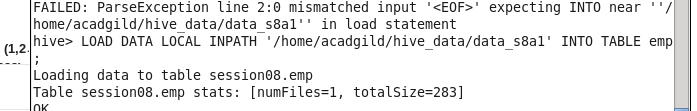 FAILED: ParseException line 2:0 mismatched input '<EOF>' expecting INTO near ''/
home/acadgild/hive_data/data_s8a1'' in load statement
hive> LOAD DATA LOCAL INPATH '/home/acadgild/hive_data/data_s8a1' INTO TABLE emp
(1,2
;
Loading data to table session08.emp
Table session08.emp stats: [numFiles=1, totalSize=283]
OK